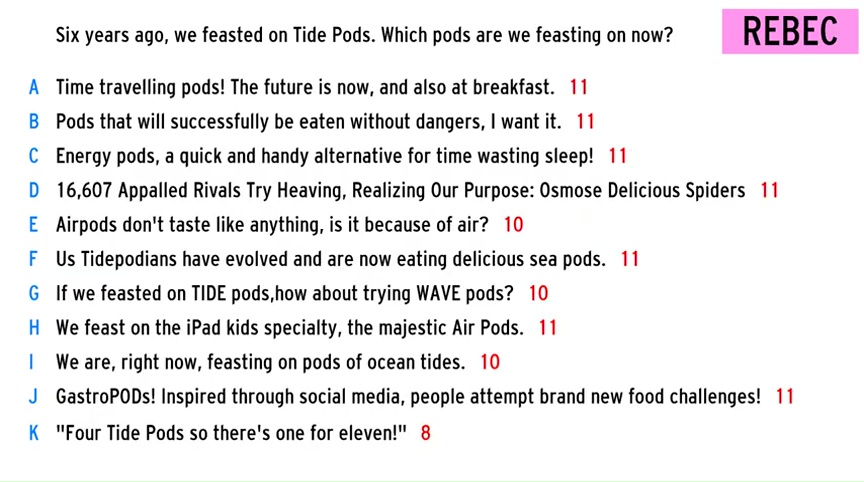 Six years ago, we feasted on Tide Pods. Which pods are we feasting on now?
REBEC
A Time travelling pods! The future is now, and also at breakfast. 11
B Pods that will successfully be eaten without dangers, I want it. 11
C Energy pods, a quick and handy alternative for time wasting sleep! 11
D 16,607 Appalled Rivals Try Heaving, Realizing Our Purpose: Osmose Delicious Spiders 11
E Airpods don't taste like anything, is it because of air? 10
F Us Tidepodians have evolved and are now eating delicious sea pods. 11
G If we feasted on TIDE pods,how about trying WAVE pods? 10
H We feast on the iPad kids specialty, the majestic Air Pods. 11
I We are, right now, feasting on pods of ocean tides. 10
J GastroPODs! Inspired through social media, people attempt brand new food challenges! 11
K "Four Tide Pods so there's one for eleven!" 8